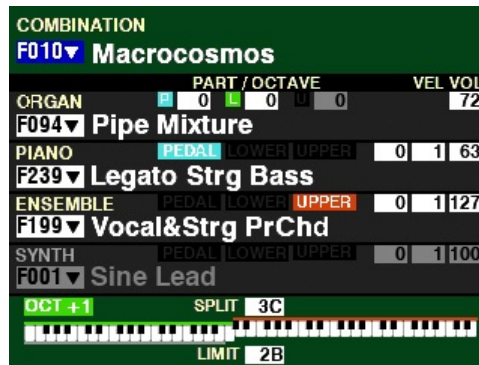 COMBINATION
F010▼ Macrocosmos
PART / OCTAVE VEL VOL
ORGAN P 0 L 0 U 0 72
F094▼ Pipe Mixture
PIANO PEDAL LOWER UPPER 0 1 63
F239▼ Legato Strg Bass
ENSEMBLE PEDAL LOWER UPPER 0 1 127
F199▼ Vocal&Strg PrChd
SYNTH PEDAL LOWER UPPER 0 1 100
F001▼ Sine Lead
OCT +1 SPLIT 3C
LIMIT 2B